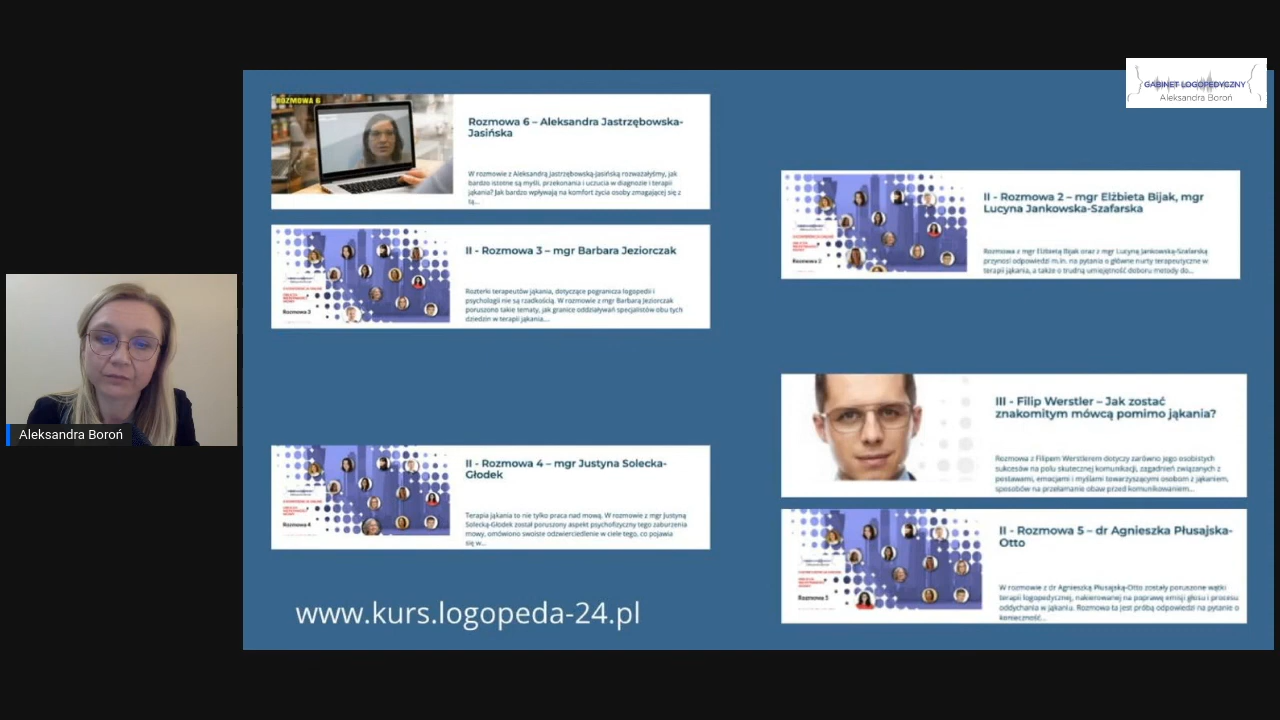 GABINET LOGOPEDYCZNY
Aleksandra Boroń
ROZMOWA 6
Rozmowa 6 – Aleksandra Jastrzębowska-
Jasińska
W rozmowie z Aleksandrą Jastrzębowską-Jasińską rozważałyśmy, jak
bardzo istotne są myśli, przekonania i uczucia w diagnozie i terapii
jąkania? Jak bardzo wpływają na komfort życia osoby zmagającej się z
tą...
II - Rozmowa 3 – mgr Barbara Jeziorczak
Rozterki terapeutów jąkania, dotyczące pogranicza logopedii i
psychologii nie są rzadkością. W rozmowie z mgr Barbarą Jeziorczak
poruszono takie tematy, jak granice oddziaływań specjalistów obu tych
dziedzin w terapii jąkania....
Rozmowa 3
II - Rozmowa 4 – mgr Justyna Solecka-
Głodek
Terapia jąkania to nie tylko praca nad mową. W rozmowie z mgr Justyną
Solecką-Głodek został poruszony aspekt psychofizyczny tego zaburzenia
mowy, omówiono swoiste odzwierciedlenie w ciele tego, co pojawia
się w...
Rozmowa 4
www.kurs.logopeda-24.pl
II - Rozmowa 2 – mgr Elżbieta Bijak, mgr
Lucyna Jankowska-Szafarska
Rozmowa z mgr Elżbietą Bijak oraz z mgr Lucyną Jankowską-Szafarską
przynosi odpowiedzi m.in. na pytania o główne nurty terapeutyczne w
terapii jąkania, a także o trudną umiejętność doboru metody do...
Rozmowa 2
III - Filip Werstler – Jak zostać
znakomitym mówcą pomimo jąkania?
Rozmowa z Filipem Werstlerem dotyczy zarówno jego osobistych
sukcesów na polu skutecznej komunikacji, zagadnień związanych z
postawami, emocjami i myślami towarzyszącymi osobom z jąkaniem,
sposobów na przełamanie obaw przed komunikowaniem...
II - Rozmowa 5 – dr Agnieszka Płusajska-
Otto
W rozmowie z dr Agnieszką Płusajską-Otto zostały poruszone wątki
terapii logopedycznej, nakierowanej na poprawę emisji głosu i procesu
oddychania w jąkaniu. Rozmowa ta jest próbą odpowiedzi na pytanie o
konieczność...
Rozmowa 5
Aleksandra Boroń